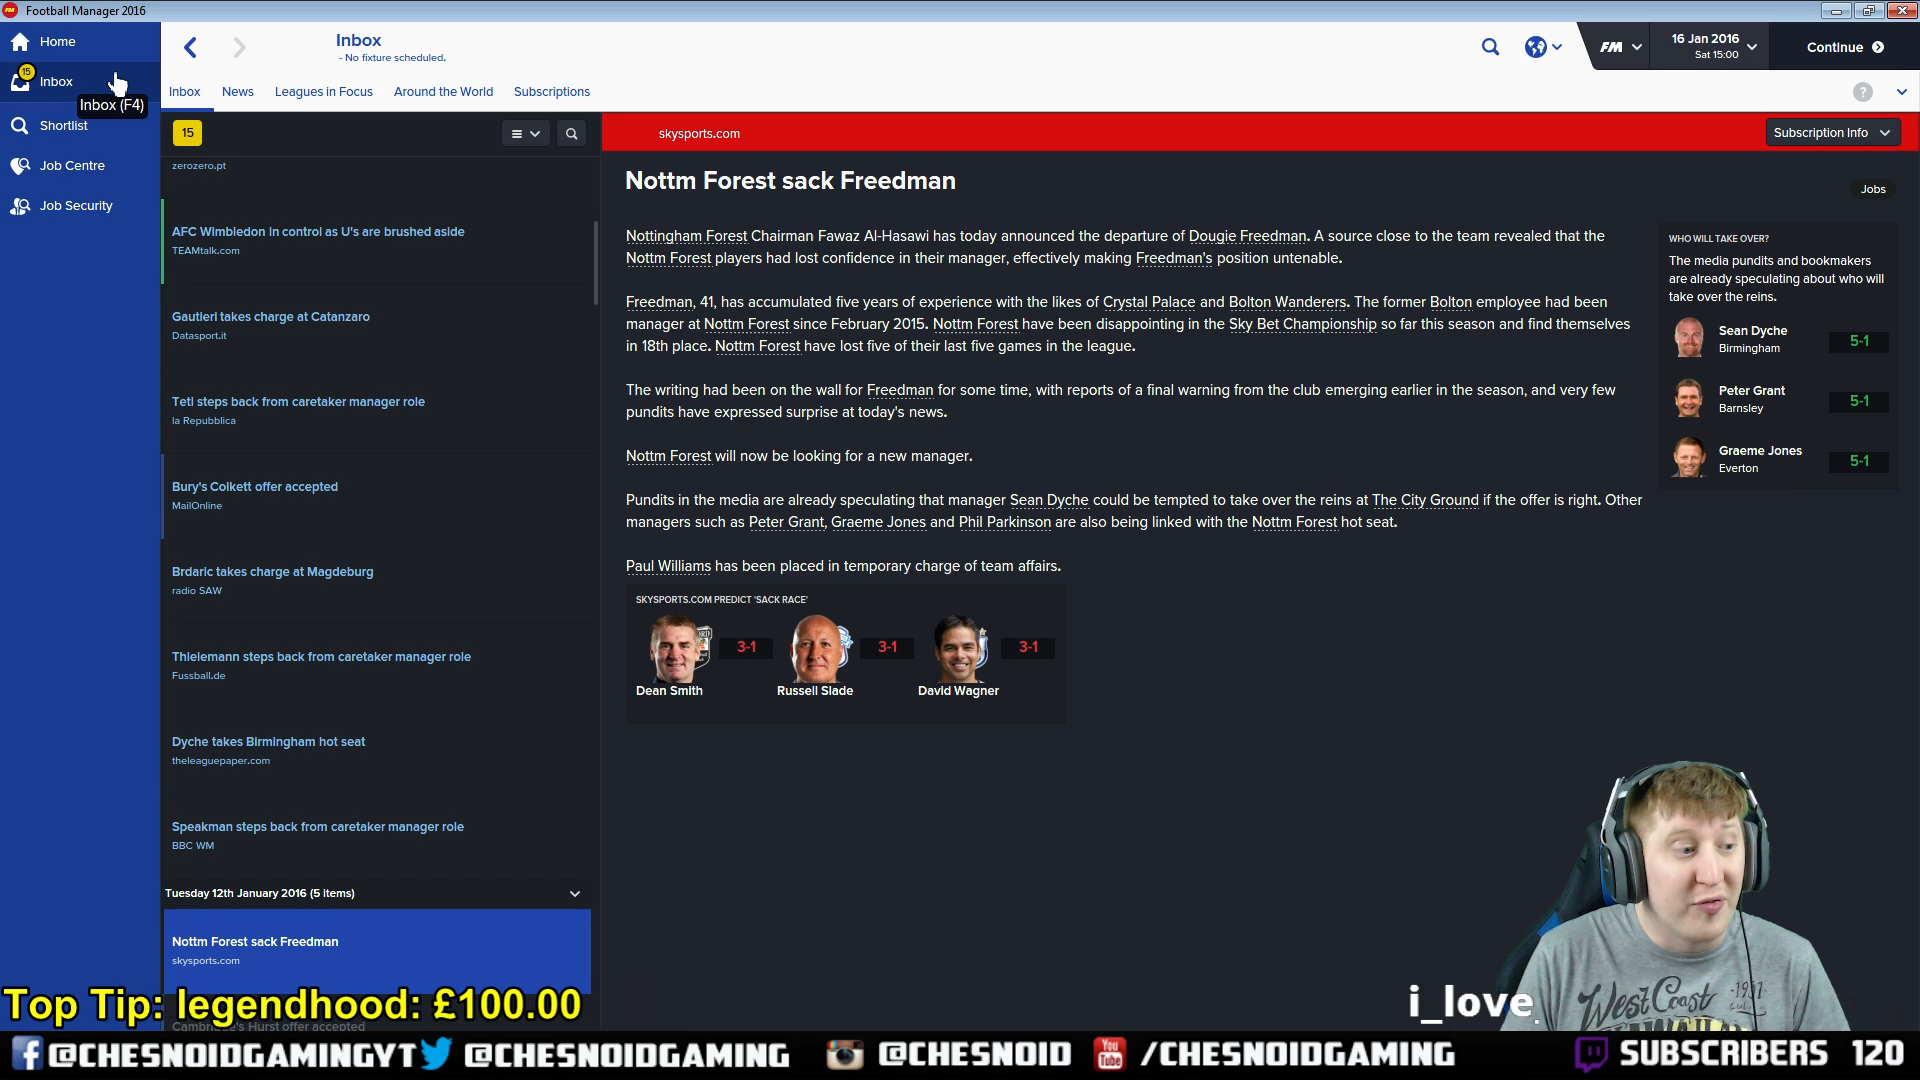 Football Manager 2016
Home
15
Inbox
Inbox (F4)
Shortlist
Job Centre
Job Security
Inbox
- No fixture scheduled.
FM
16 Jan 2016
Sat 15:00
Continue
Inbox News Leagues in Focus Around the World Subscriptions
?
15
zerozero.pt
AFC Wimbledon in control as U's are brushed aside
TEAMtalk.com
Gautieri takes charge at Catanzaro
Datasport.it
Teti steps back from caretaker manager role
la Repubblica
Bury's Colkett offer accepted
MailOnline
Brdaric takes charge at Magdeburg
radio SAW
Thielemann steps back from caretaker manager role
Fussball.de
Dyche takes Birmingham hot seat
theleaguepaper.com
Speakman steps back from caretaker manager role
BBC WM
Tuesday 12th January 2016 (5 items)
Nottm Forest sack Freedman
skysports.com
Cambridge's Hurst offer accepted
skysports.com
Subscription Info
Nottm Forest sack Freedman
Jobs
Nottingham Forest Chairman Fawaz Al-Hasawi has today announced the departure of Dougie Freedman. A source close to the team revealed that the
Nottm Forest players had lost confidence in their manager, effectively making Freedman's position untenable.
Freedman, 41, has accumulated five years of experience with the likes of Crystal Palace and Bolton Wanderers. The former Bolton employee had been
manager at Nottm Forest since February 2015. Nottm Forest have been disappointing in the Sky Bet Championship so far this season and find themselves
in 18th place. Nottm Forest have lost five of their last five games in the league.
The writing had been on the wall for Freedman for some time, with reports of a final warning from the club emerging earlier in the season, and very few
pundits have expressed surprise at today's news.
Nottm Forest will now be looking for a new manager.
Pundits in the media are already speculating that manager Sean Dyche could be tempted to take over the reins at The City Ground if the offer is right. Other
managers such as Peter Grant, Graeme Jones and Phil Parkinson are also being linked with the Nottm Forest hot seat.
Paul Williams has been placed in temporary charge of team affairs.
SKYSPORTS.COM PREDICT 'SACK RACE'
3-1 3-1 3-1
Dean Smith Russell Slade David Wagner
WHO WILL TAKE OVER?
The media pundits and bookmakers
are already speculating about who will
take over the reins.
Sean Dyche
Birmingham
5-1
Peter Grant
Barnsley
5-1
Graeme Jones
Everton
5-1
Top Tip: legendhood: £100.00
i_love
West Coast
@CHESNOIDGAMINGYT @CHESNOIDGAMING @CHESNOID You Tube /CHESNOIDGAMING SUBSCRIBERS 120